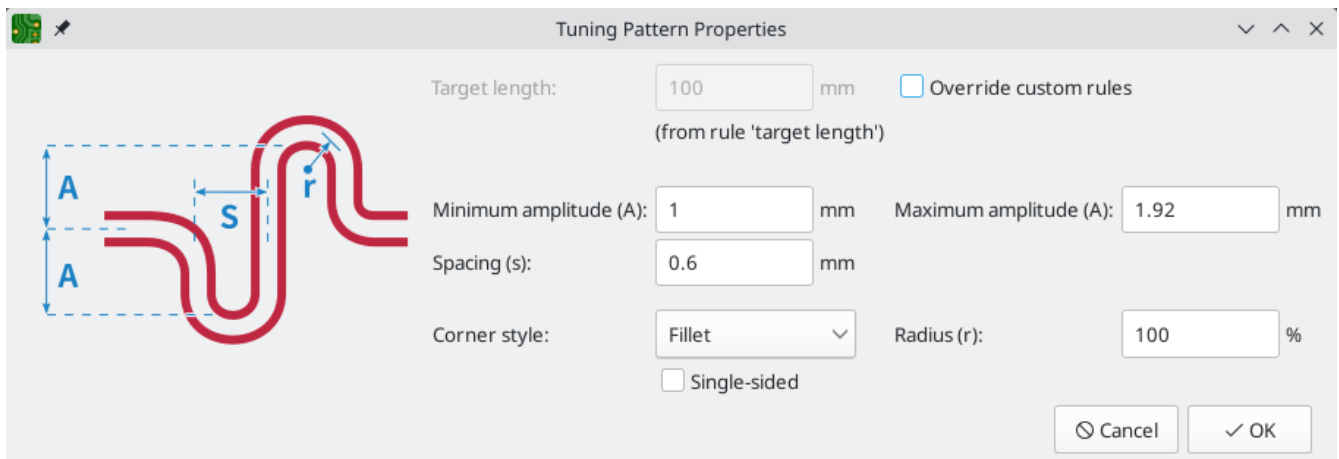 Tuning Pattern Properties
Target length: 100 mm Override custom rules
(from rule 'target length')
A
r
S
A
Minimum amplitude (A): 1 mm Maximum amplitude (A): 1.92 mm
Spacing (s): 0.6 mm
Corner style: Fillet Radius (r): 100 %
Single-sided
Cancel OK